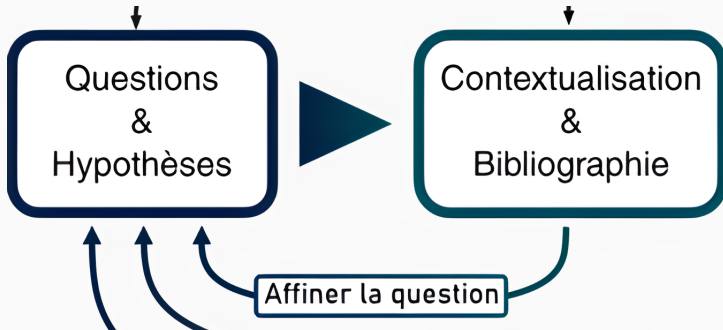 Questions
&
Hypothèses
Contextualisation
&
Bibliographie
Affiner la question